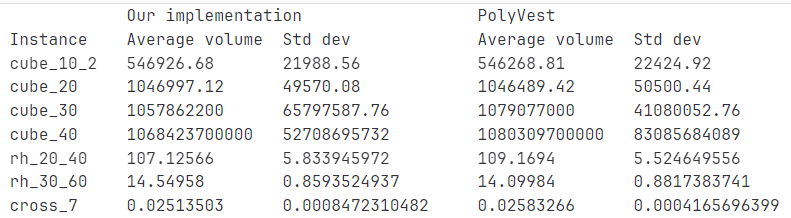 Our implementation PolyVest
Instance Average volume Std dev Average volume Std dev
cube_10_2 546926.68 21988.56 546268.81 22424.92
cube_20 1046997.12 49570.08 1046489.42 50500.44
cube_30 1057862200 65797587.76 1079077000 41080052.76
cube_40 1068423700000 52708695732 1080309700000 83085684089
rh_20_40 107.12566 5.833945972 109.1694 5.524649556
rh_30_60 14.54958 0.8593524937 14.09984 0.8817383741
cross_7 0.02513503 0.0008472310482 0.02583266 0.0004165696399